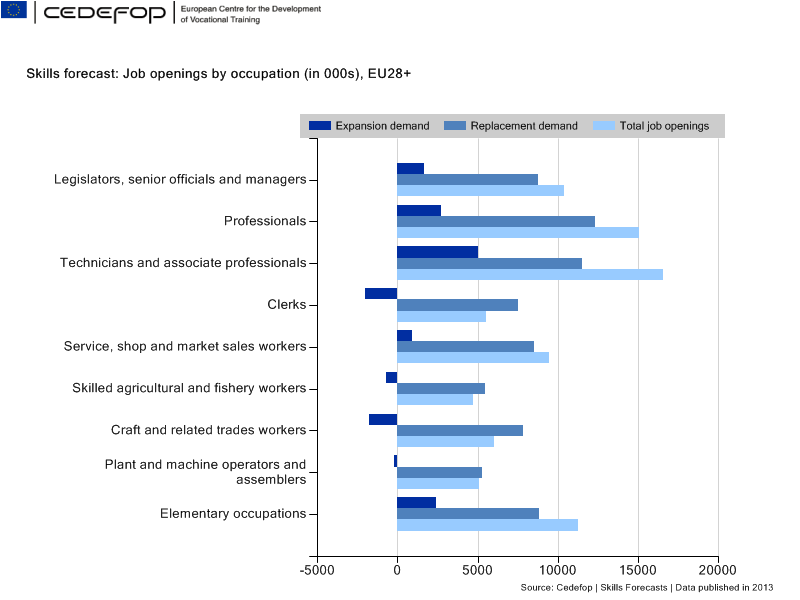 CEDEFOP
European Centre for the Development
of Vocational Training
Skills forecast: Job openings by occupation (in 000s), EU28+
Expansion demand Replacement demand Total job openings
Legislators, senior officials and managers
Professionals
Technicians and associate professionals
Clerks
Service, shop and market sales workers
Skilled agricultural and fishery workers
Craft and related trades workers
Plant and machine operators and
assemblers
Elementary occupations
-5000 0 5000 10000 15000 20000
Source: Cedefop | Skills Forecasts | Data published in 2013